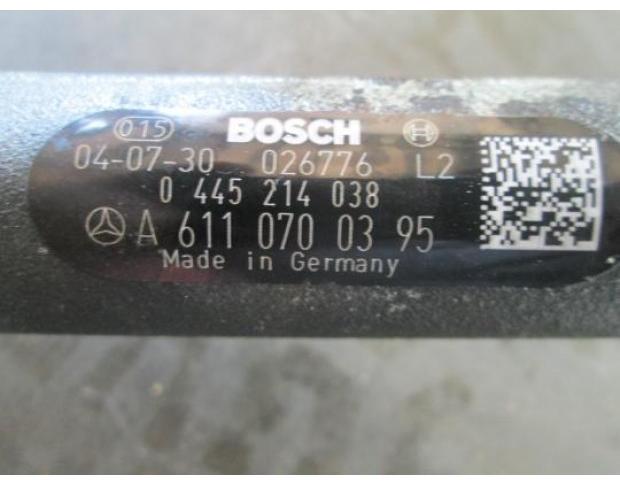 015 BOSCH
04-07-30 026776 L2
0 445 214 038
A 611 070 03 95
Made in Germany